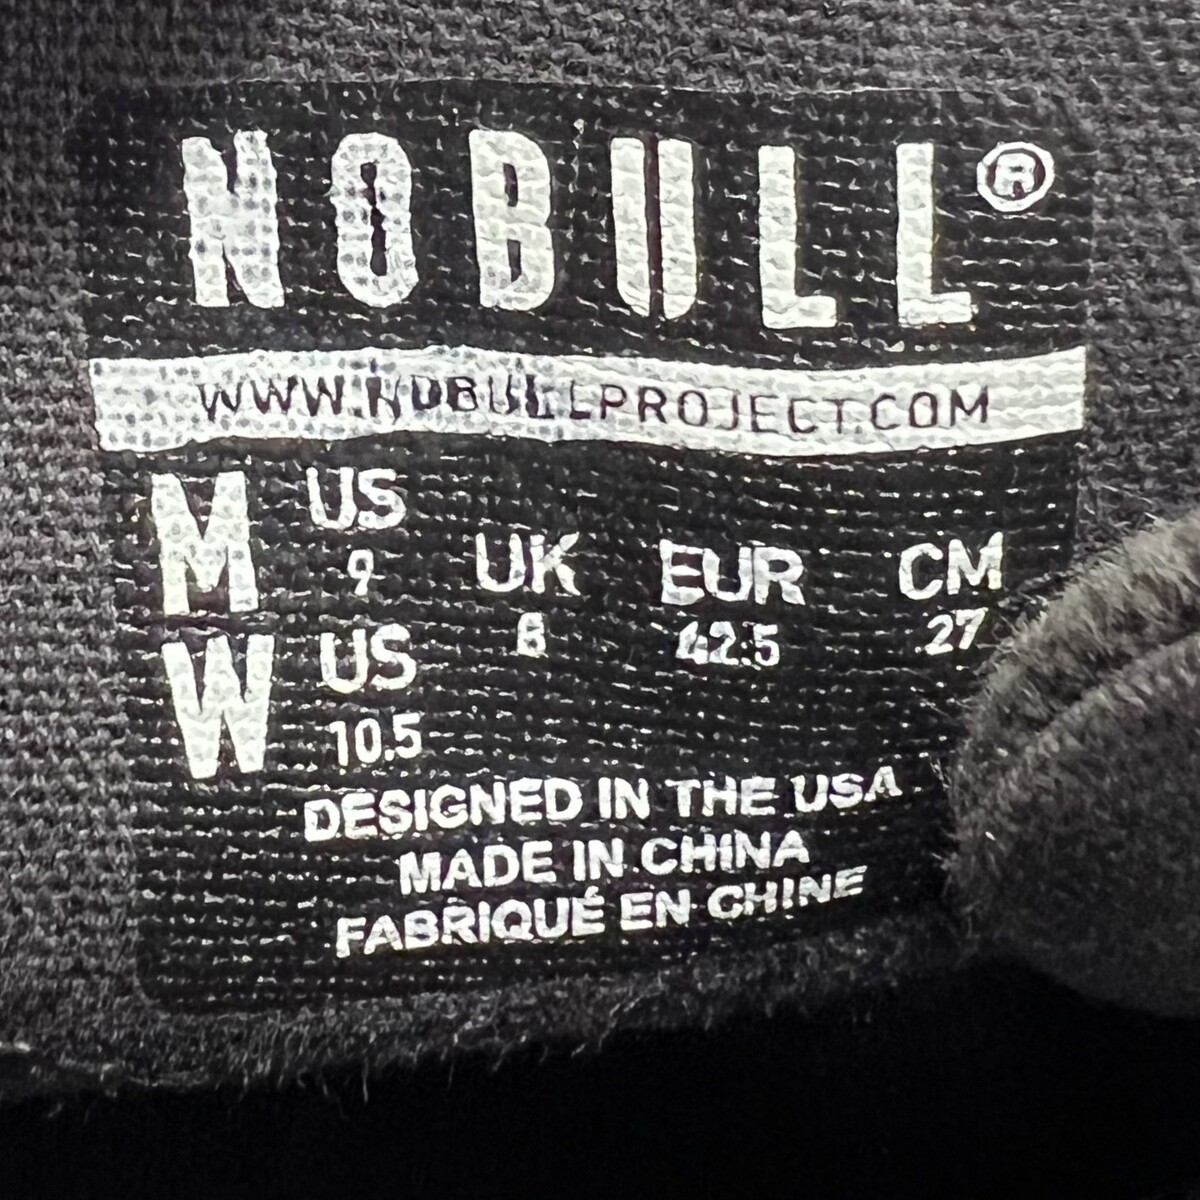 NOBULL®
WWW.NOBULLPROJECT.COM
M US 9 UK 8 EUR 42.5 CM 27
W US 10.5
DESIGNED IN THE USA
MADE IN CHINA
FABRIQUÉ EN CHINE